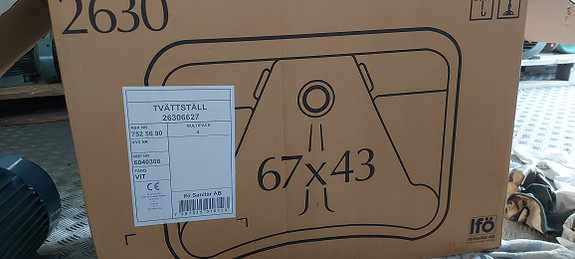 2630
TVÄTTSTÄLL
26306627
RSK NR
752 56 90
MULTIPACK
4
VVS NR
NRF NR
6040308
FÄRG
VIT
CE
Ifö Sanitär AB
67x43
Ifö